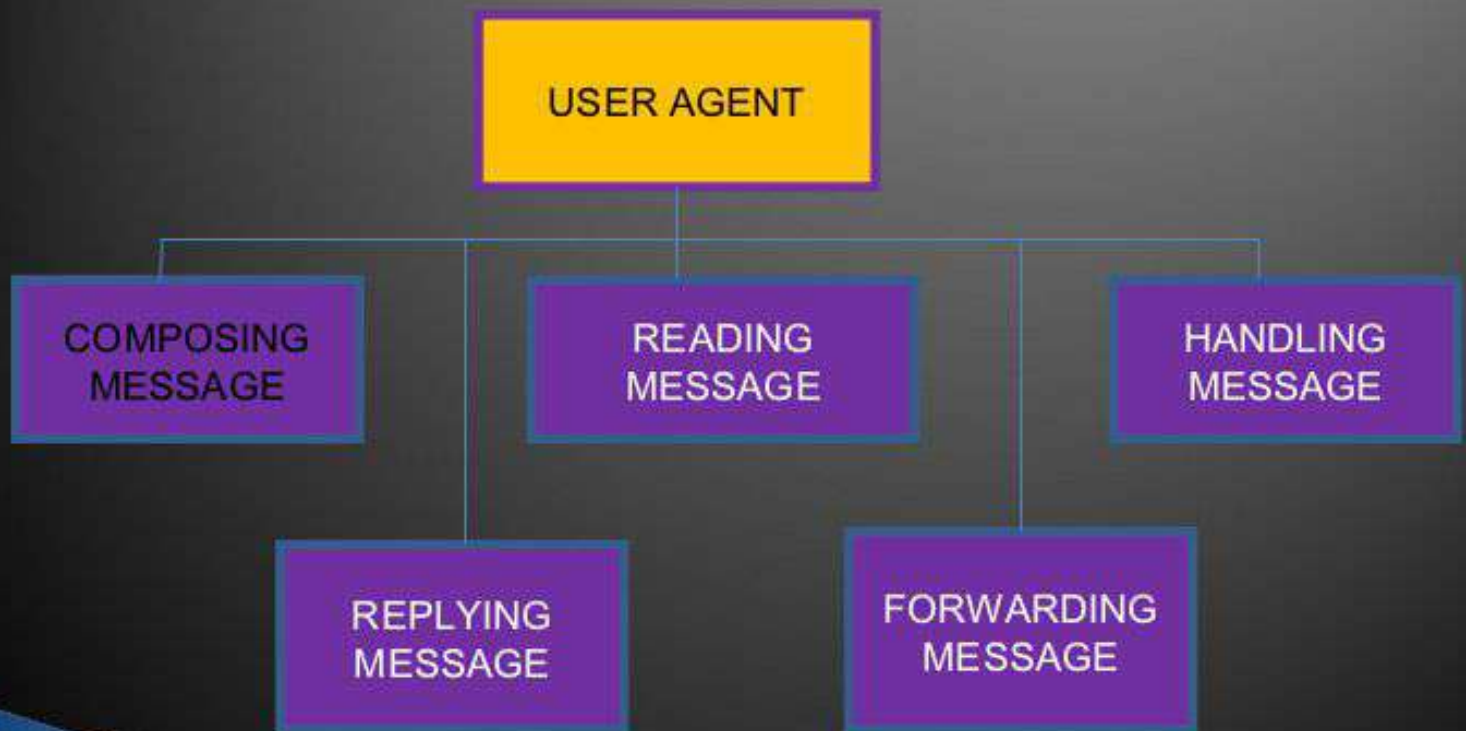 USER AGENT
COMPOSING
MESSAGE
READING
MESSAGE
HANDLING
MESSAGE
REPLYING
MESSAGE
FORWARDING
MESSAGE